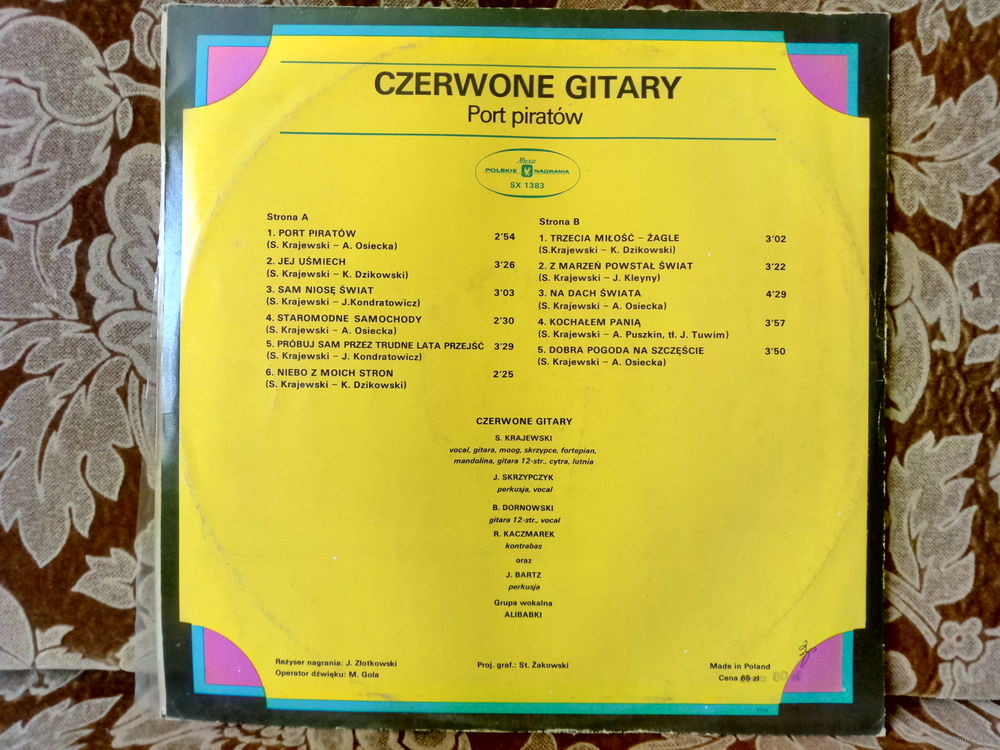 CZERWONE GITARY
Port piratów
Muza
POLSKIE NAGRANIA
SX 1383
Strona A
1. PORT PIRATÓW 2'54
(S. Krajewski – A. Osiecka)
2. JEJ UŚMIECH 3'26
(S. Krajewski – K. Dzikowski)
3. SAM NIOSĘ ŚWIAT 3'03
(S. Krajewski – J.Kondratowicz)
4. STAROMODNE SAMOCHODY 2'30
(S. Krajewski – A. Osiecka)
5. PRÓBUJ SAM PRZEZ TRUDNE LATA PRZEJŚĆ 3'29
(S. Krajewski – J. Kondratowicz)
6. NIEBO Z MOICH STRON 2'25
(S. Krajewski – K. Dzikowski)
Strona B
1. TRZECIA MIŁOŚĆ – ŻAGLE 3'02
(S.Krajewski – K. Dzikowski)
2. Z MARZEŃ POWSTAŁ ŚWIAT 3'22
(S. Krajewski – J. Kleyny)
3. NA DACH ŚWIATA 4'29
(S. Krajewski – A. Osiecka)
4. KOCHAŁEM PANIĄ 3'57
(S. Krajewski – A. Puszkin, tł. J. Tuwim)
5. DOBRA POGODA NA SZCZĘŚCIE 3'50
(S. Krajewski – A. Osiecka)
CZERWONE GITARY
S. KRAJEWSKI
vocal, gitara, moog, skrzypce, fortepian,
mandolina, gitara 12-str., cytra, lutnia
J. SKRZYPCZYK
perkusja, vocal
B. DORNOWSKI
gitara 12-str., vocal
R. KACZMAREK
kontrabas
oraz
J. BARTZ
perkusja
Grupa wokalna
ALIBABKI
Reżyser nagrania: J. Złotkowski
Operator dźwięku: M. Gola
Proj. graf.: St. Żakowski
Made in Poland
Cena 65 zł